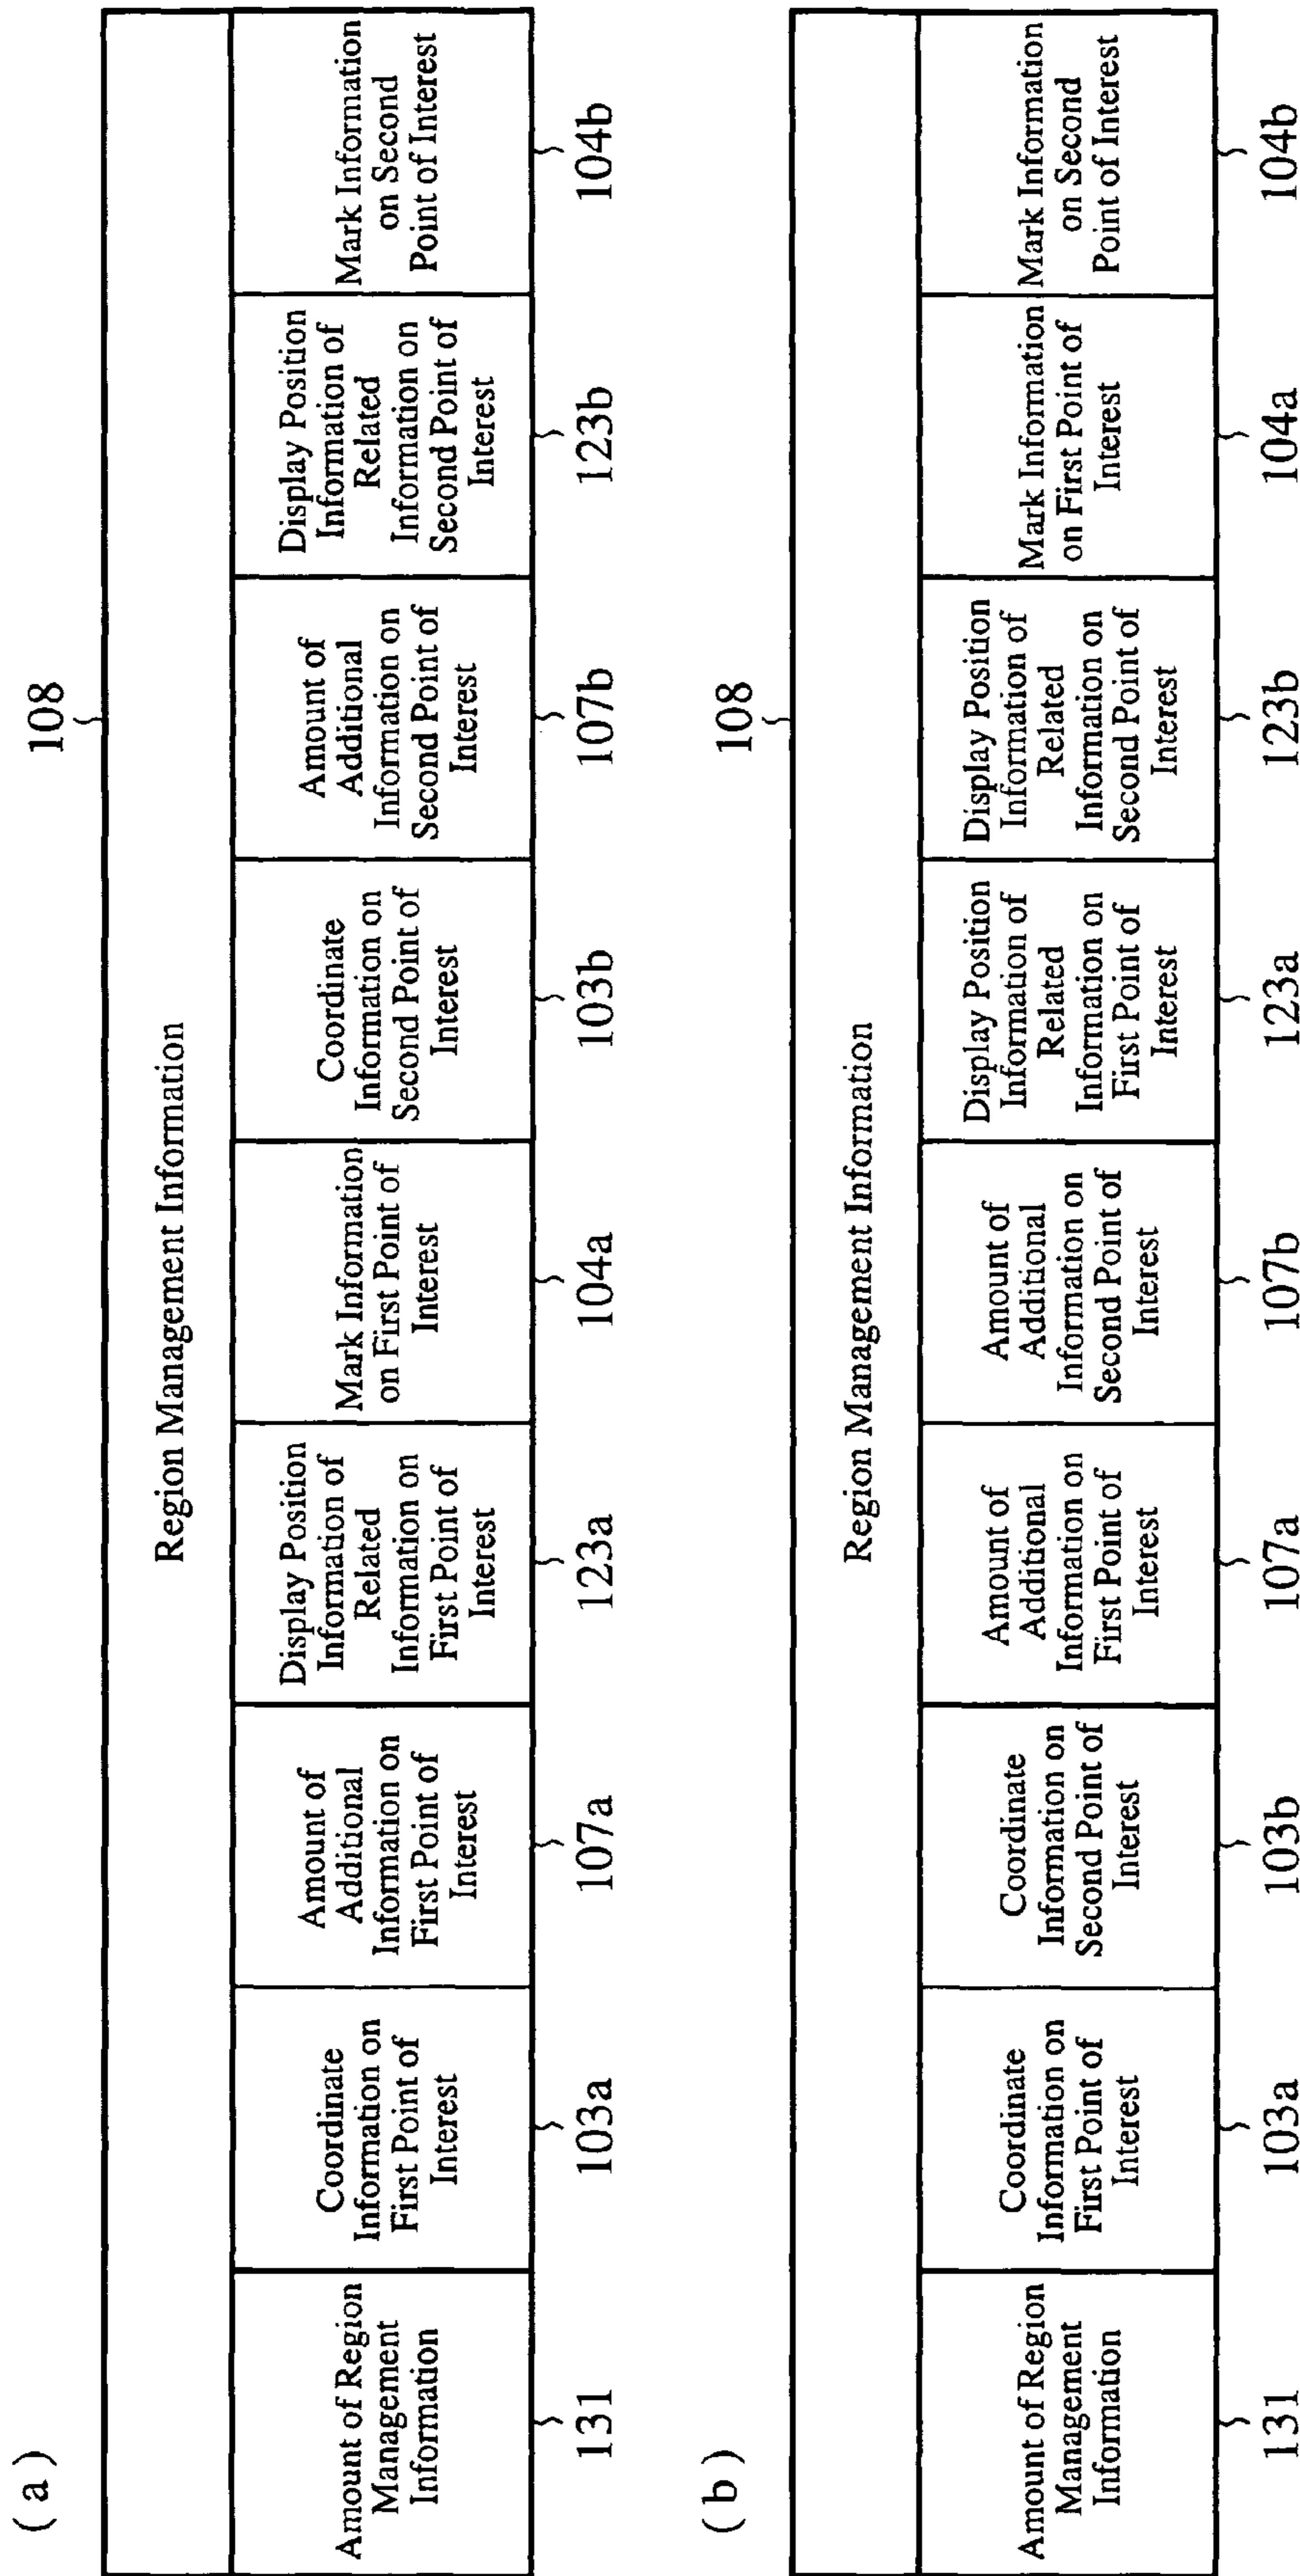 ( a )
108
Region Management Information
Amount of Region
Management
Information
Coordinate
Information on
First Point of
Interest
Amount of
Additional
Information on
First Point of
Interest
Display Position
Information of
Related
Information on
First Point of
Interest
Mark Information
on First Point of
Interest
Coordinate
Information on
Second Point of
Interest
Amount of
Additional
Information on
Second Point of
Interest
Display Position
Information of
Related
Information on
Second Point of
Interest
Mark Information
on Second
Point of Interest
131
103a
107a
123a
104a
103b
107b
123b
104b
( b )
108
Region Management Information
Amount of Region
Management
Information
Coordinate
Information on
First Point of
Interest
Coordinate
Information on
Second Point of
Interest
Amount of
Additional
Information on
First Point of
Interest
Amount of
Additional
Information on
Second Point of
Interest
Display Position
Information of
Related
Information on
First Point of
Interest
Display Position
Information of
Related
Information on
Second Point of
Interest
Mark Information
on First Point of
Interest
Mark Information
on Second
Point of Interest
131
103a
103b
107a
107b
123a
123b
104a
104b